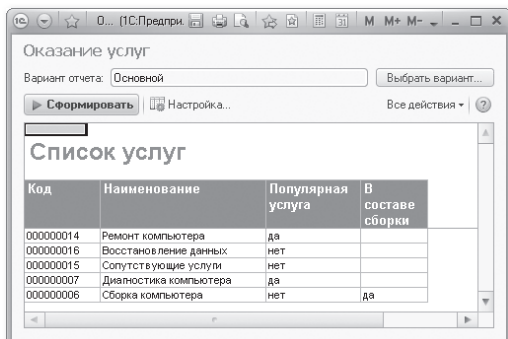 1С О... (1С:Предпри. М М+ М-
Оказание услуг
Вариант отчета: Основной Выбрать вариант...
Сформировать Настройка... Все действия ?
Список услуг
Код Наименование Популярная услуга В составе сборки
000000014 Ремонт компьютера да
000000016 Восстановление данных нет
000000015 Сопутствующие услуги нет
000000007 Диагностика компьютера да
000000006 Сборка компьютера нет да